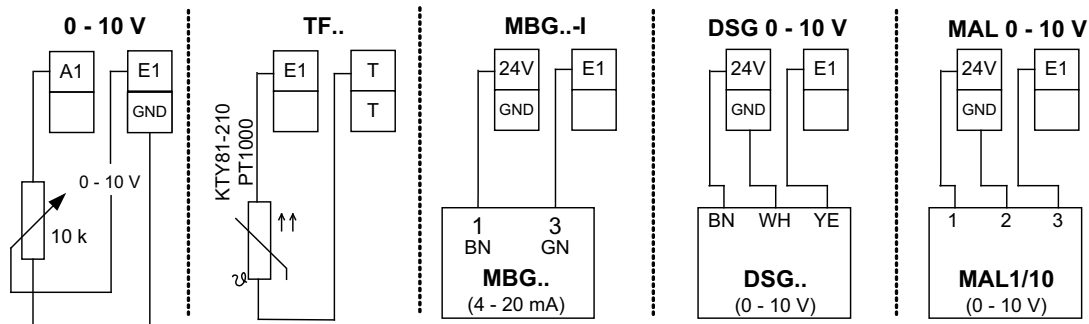 0 - 10 V
A1
E1
GND
0 - 10 V
10 k
TF..
E1
T
T
KTY81-210
PT1000
ϑ
MBG..-I
24V
E1
GND
1
3
BN
GN
MBG..
(4 - 20 mA)
DSG 0 - 10 V
24V
E1
GND
BN WH YE
DSG..
(0 - 10 V)
MAL 0 - 10 V
24V
E1
GND
1 2 3
MAL1/10
(0 - 10 V)